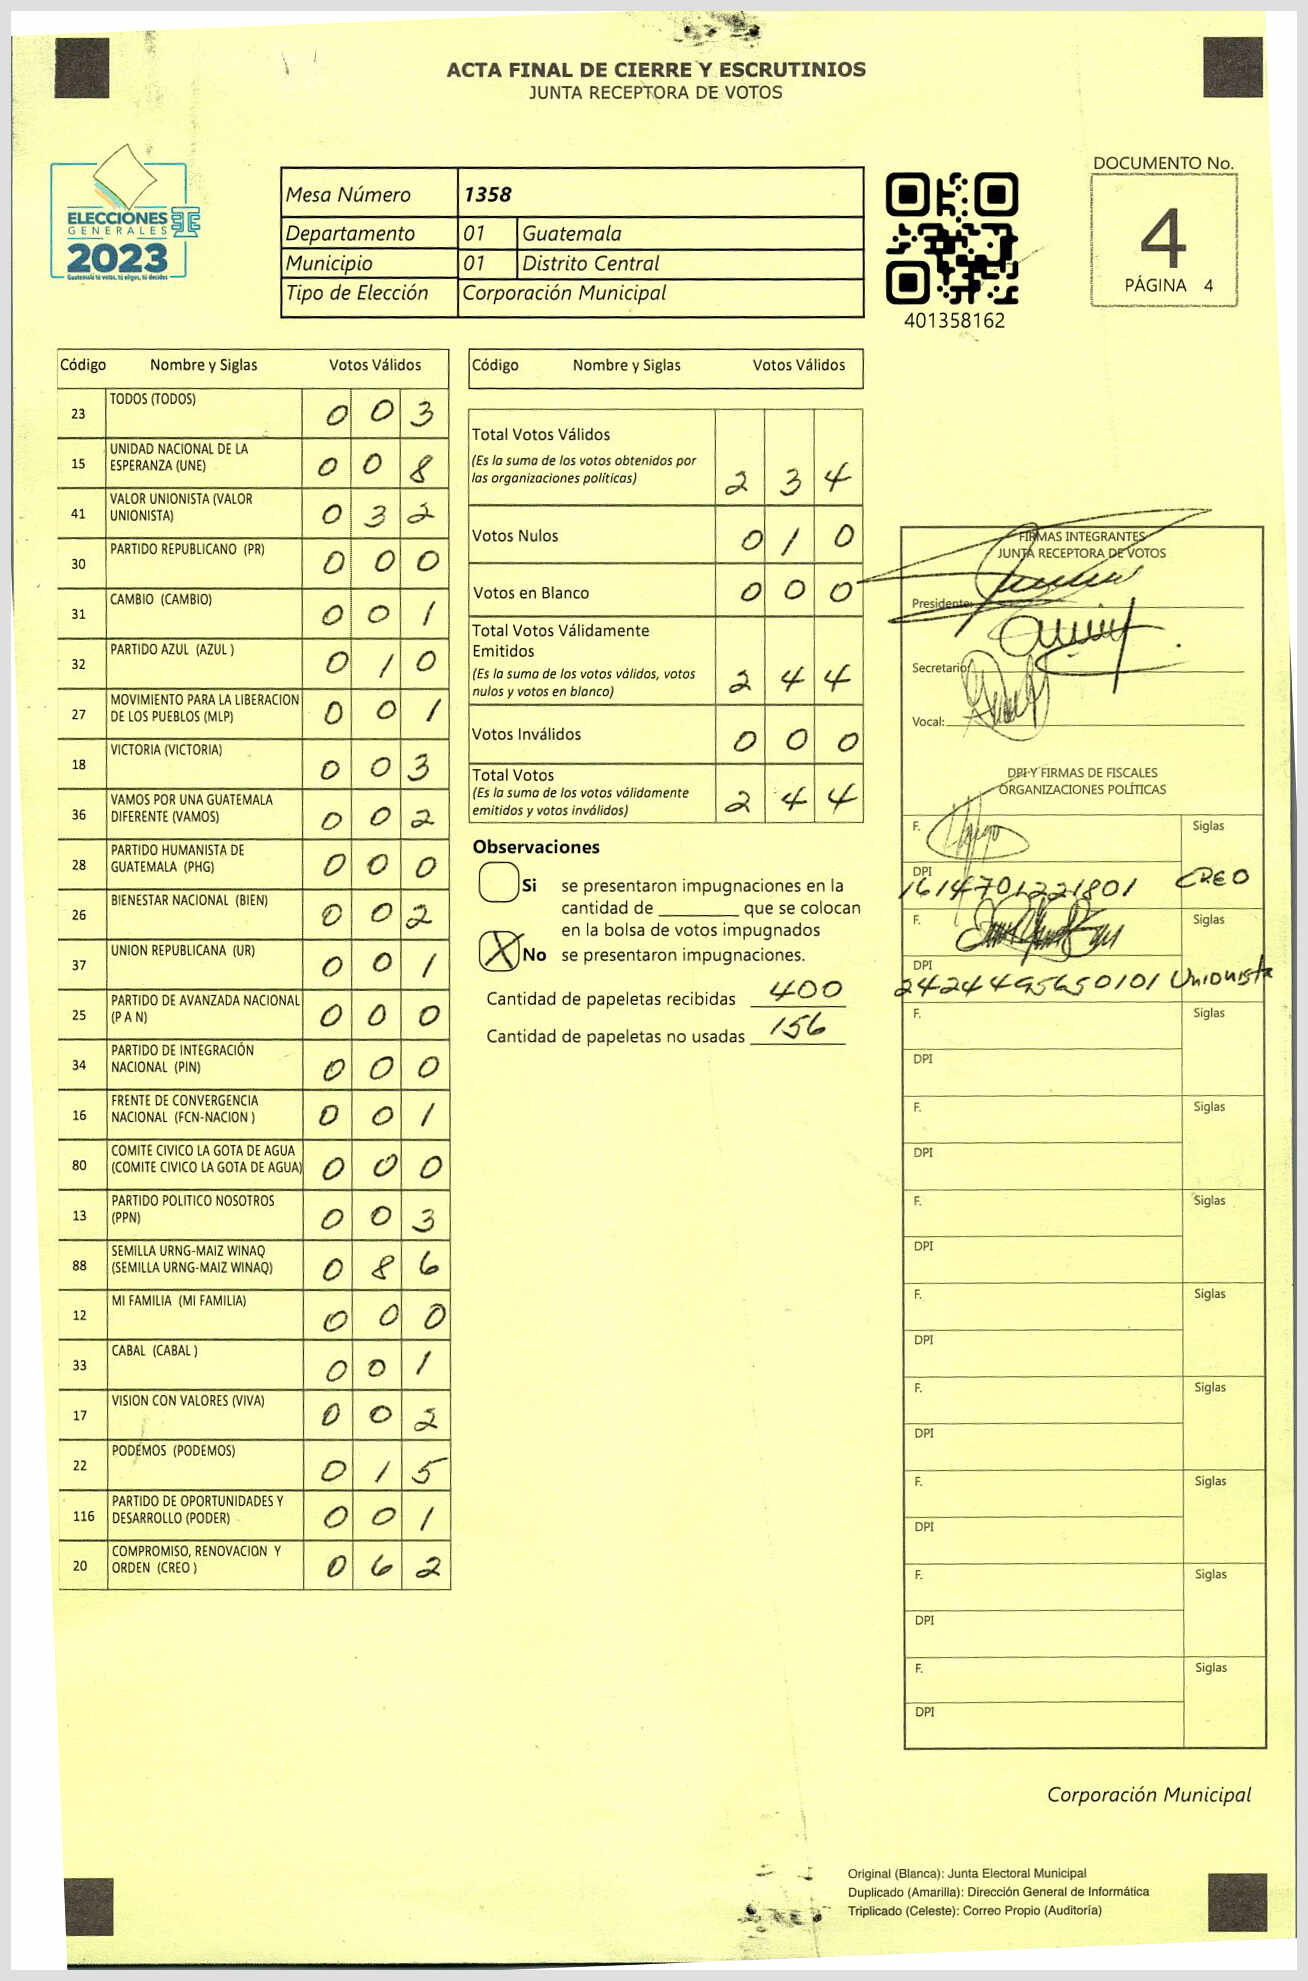 ACTA FINAL DE CIERRE Y ESCRUTINIOS
JUNTA RECEPTORA DE VOTOS
ELECCIONES
GENERALES
2023
Guatemala tú votas, tú eliges, tú decides
Mesa Número 1358
Departamento 01 Guatemala
Municipio 01 Distrito Central
Tipo de Elección Corporación Municipal
401358162
DOCUMENTO No.
4
PÁGINA 4
Código Nombre y Siglas Votos Válidos
23 TODOS (TODOS) 0 0 3
15 UNIDAD NACIONAL DE LA
ESPERANZA (UNE) 0 0 8
41 VALOR UNIONISTA (VALOR
UNIONISTA) 0 3 2
30 PARTIDO REPUBLICANO (PR) 0 0 0
31 CAMBIO (CAMBIO) 0 0 1
32 PARTIDO AZUL (AZUL ) 0 1 0
27 MOVIMIENTO PARA LA LIBERACION
DE LOS PUEBLOS (MLP) 0 0 1
18 VICTORIA (VICTORIA) 0 0 3
36 VAMOS POR UNA GUATEMALA
DIFERENTE (VAMOS) 0 0 2
28 PARTIDO HUMANISTA DE
GUATEMALA (PHG) 0 0 0
26 BIENESTAR NACIONAL (BIEN) 0 0 2
37 UNION REPUBLICANA (UR) 0 0 1
25 PARTIDO DE AVANZADA NACIONAL
(P A N) 0 0 0
34 PARTIDO DE INTEGRACIÓN
NACIONAL (PIN) 0 0 0
16 FRENTE DE CONVERGENCIA
NACIONAL (FCN-NACION ) 0 0 1
80 COMITE CIVICO LA GOTA DE AGUA
(COMITE CIVICO LA GOTA DE AGUA) 0 0 0
13 PARTIDO POLITICO NOSOTROS
(PPN) 0 0 3
88 SEMILLA URNG-MAIZ WINAQ
(SEMILLA URNG-MAIZ WINAQ) 0 8 6
12 MI FAMILIA (MI FAMILIA) 0 0 0
33 CABAL (CABAL ) 0 0 1
17 VISION CON VALORES (VIVA) 0 0 2
22 PODEMOS (PODEMOS) 0 1 5
116 PARTIDO DE OPORTUNIDADES Y
DESARROLLO (PODER) 0 0 1
20 COMPROMISO, RENOVACION Y
ORDEN (CREO ) 0 6 2
Código Nombre y Siglas Votos Válidos
Total Votos Válidos
(Es la suma de los votos obtenidos por
las organizaciones políticas) 2 3 4
Votos Nulos 0 1 0
Votos en Blanco 0 0 0
Total Votos Válidamente
Emitidos
(Es la suma de los votos válidos, votos
nulos y votos en blanco) 2 4 4
Votos Inválidos 0 0 0
Total Votos
(Es la suma de los votos válidamente
emitidos y votos inválidos) 2 4 4
Observaciones
Si se presentaron impugnaciones en la
cantidad de ________ que se colocan
en la bolsa de votos impugnados
X No se presentaron impugnaciones.
Cantidad de papeletas recibidas 400
Cantidad de papeletas no usadas 156
FIRMAS INTEGRANTES
JUNTA RECEPTORA DE VOTOS
Presidente:
Secretario:
Vocal:
DPI Y FIRMAS DE FISCALES
ORGANIZACIONES POLÍTICAS
F. Siglas
DPI
1614701221801 CREO
F. Siglas
DPI
2424495650101 Unionista
F. Siglas
DPI
F. Siglas
DPI
F. Siglas
DPI
F. Siglas
DPI
F. Siglas
DPI
F. Siglas
DPI
F. Siglas
DPI
F. Siglas
DPI
Corporación Municipal
Original (Blanca): Junta Electoral Municipal
Duplicado (Amarilla): Dirección General de Informática
Triplicado (Celeste): Correo Propio (Auditoría)